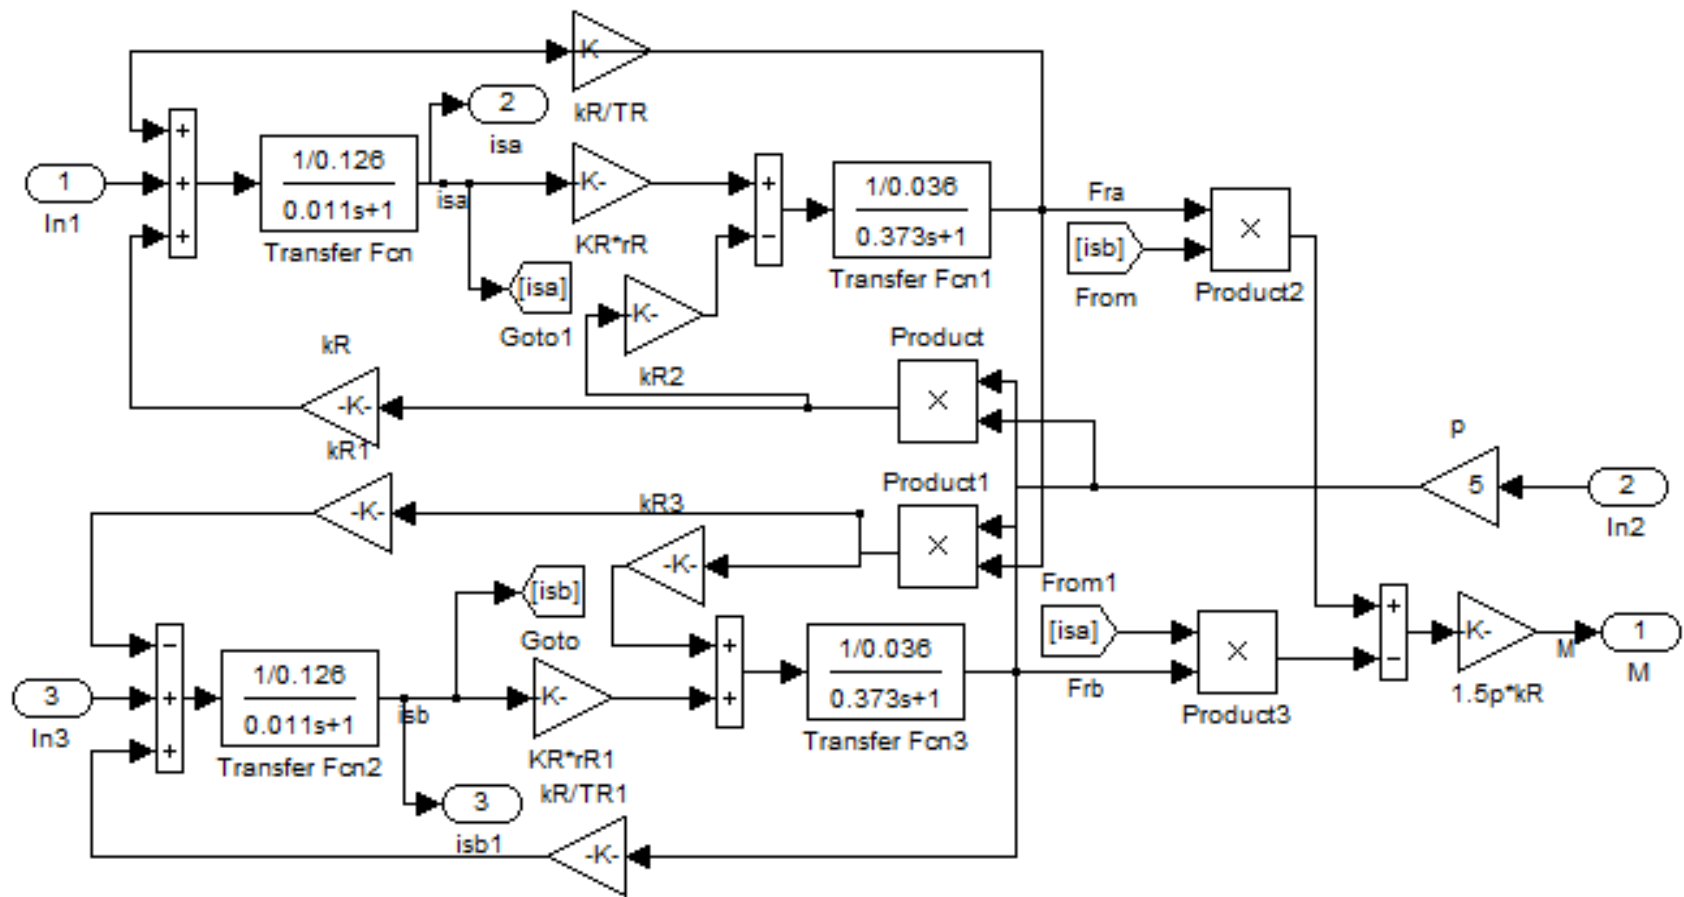 K
kR/TR
2
isa
+
+
+
1
In1
1/0.126
0.011s+1
Transfer Fcn
isa
K-
KR*rR
[isa]
Goto1
+
−
1/0.036
0.373s+1
Transfer Fcn1
Fra
[isb]
From
×
Product2
K-
kR2
kR
-K-
kR1
Product
×
p
5
2
In2
Product1
×
-K-
kR3
-K-
[isb]
Goto
From1
[isa]
−
+
+
3
In3
1/0.126
0.011s+1
Transfer Fcn2
isb
K-
KR*rR1
+
+
1/0.036
0.373s+1
Transfer Fcn3
Frb
×
Product3
+
−
K-
1.5p*kR
M
1
M
3
isb1
kR/TR1
-K-